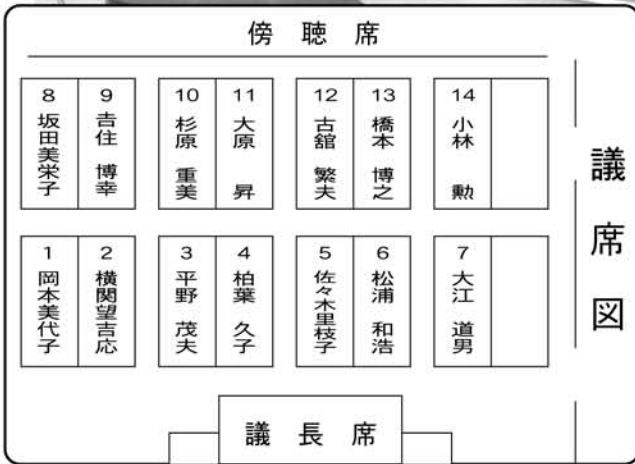 傍聴席
8 坂田美栄子
9 吉住 博幸
10 杉原 重美
11 大原 昇
12 古舘 繁夫
13 橋本 博之
14 小林 勲
1 岡本美代子
2 横関望吉応
3 平野 茂夫
4 柏葉 久子
5 佐々木里枝子
6 松浦 和浩
7 大江 道男
議長席
議席図